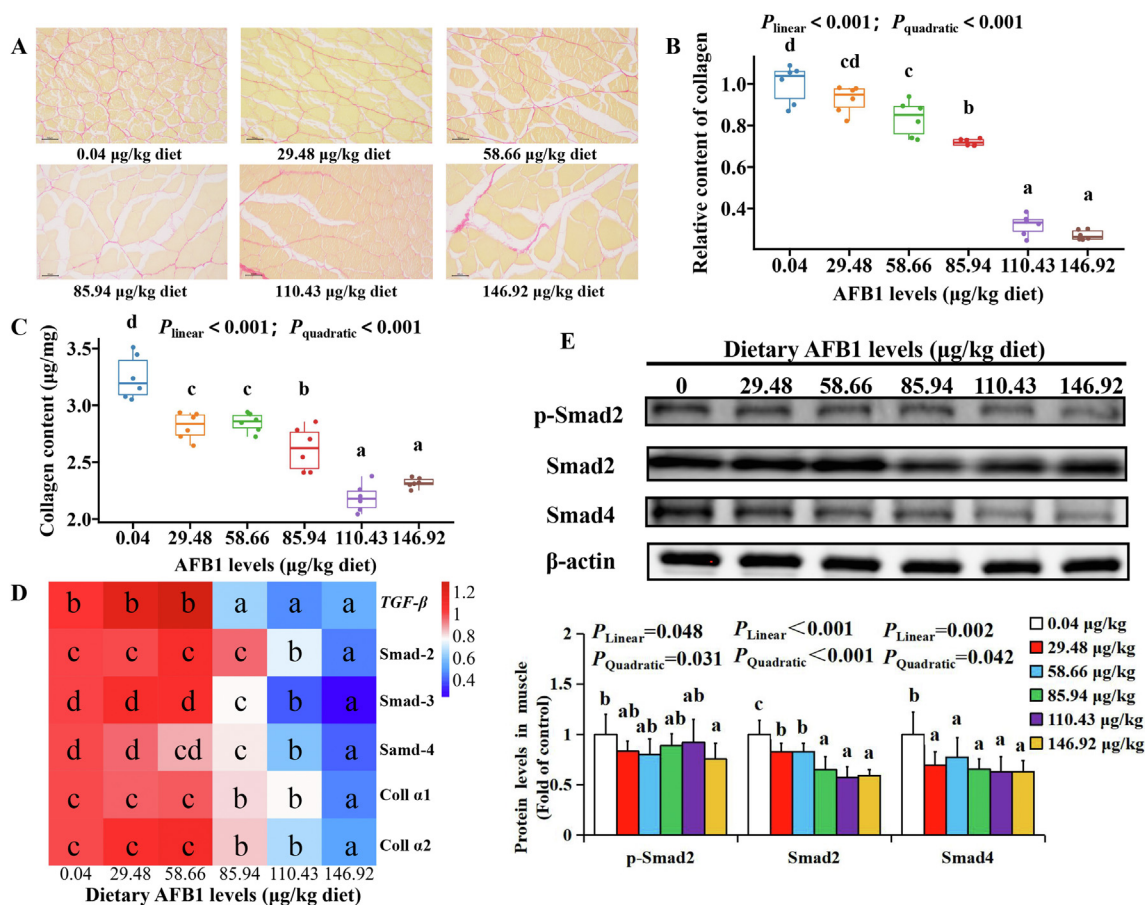 A
0.04 μg/kg diet
29.48 μg/kg diet
58.66 μg/kg diet
85.94 μg/kg diet
110.43 μg/kg diet
146.92 μg/kg diet
B
P linear < 0.001; P quadratic < 0.001
d
cd
c
b
a
a
Relative content of collagen
1.0
0.8
0.6
0.4
0.04 29.48 58.66 85.94 110.43 146.92
AFB1 levels (μg/kg diet)
C
P linear < 0.001; P quadratic < 0.001
d
c
c
b
a
a
Collagen content (μg/mg)
3.5
3.0
2.5
2.0
0.04 29.48 58.66 85.94 110.43 146.92
AFB1 levels (μg/kg diet)
D
b b b a a a TGF-β
c c c c b a Smad-2
d d d c b a Smad-3
d d cd c b a Samd-4
c c c b b a Coll α1
c c c b b a Coll α2
0.04 29.48 58.66 85.94 110.43 146.92
Dietary AFB1 levels (μg/kg diet)
1.2
1
0.8
0.6
0.4
E
Dietary AFB1 levels (μg/kg diet)
0 29.48 58.66 85.94 110.43 146.92
p-Smad2
Smad2
Smad4
β-actin
Protein levels in muscle
(Fold of control)
2
1.5
1
0.5
0
P Linear=0.048 P Linear<0.001 P Linear=0.002
P Quadratic=0.031 P Quadratic<0.001 P Quadratic=0.042
b ab ab ab ab a
c b b a a a
b a a a a a
p-Smad2 Smad2 Smad4
0.04 μg/kg
29.48 μg/kg
58.66 μg/kg
85.94 μg/kg
110.43 μg/kg
146.92 μg/kg